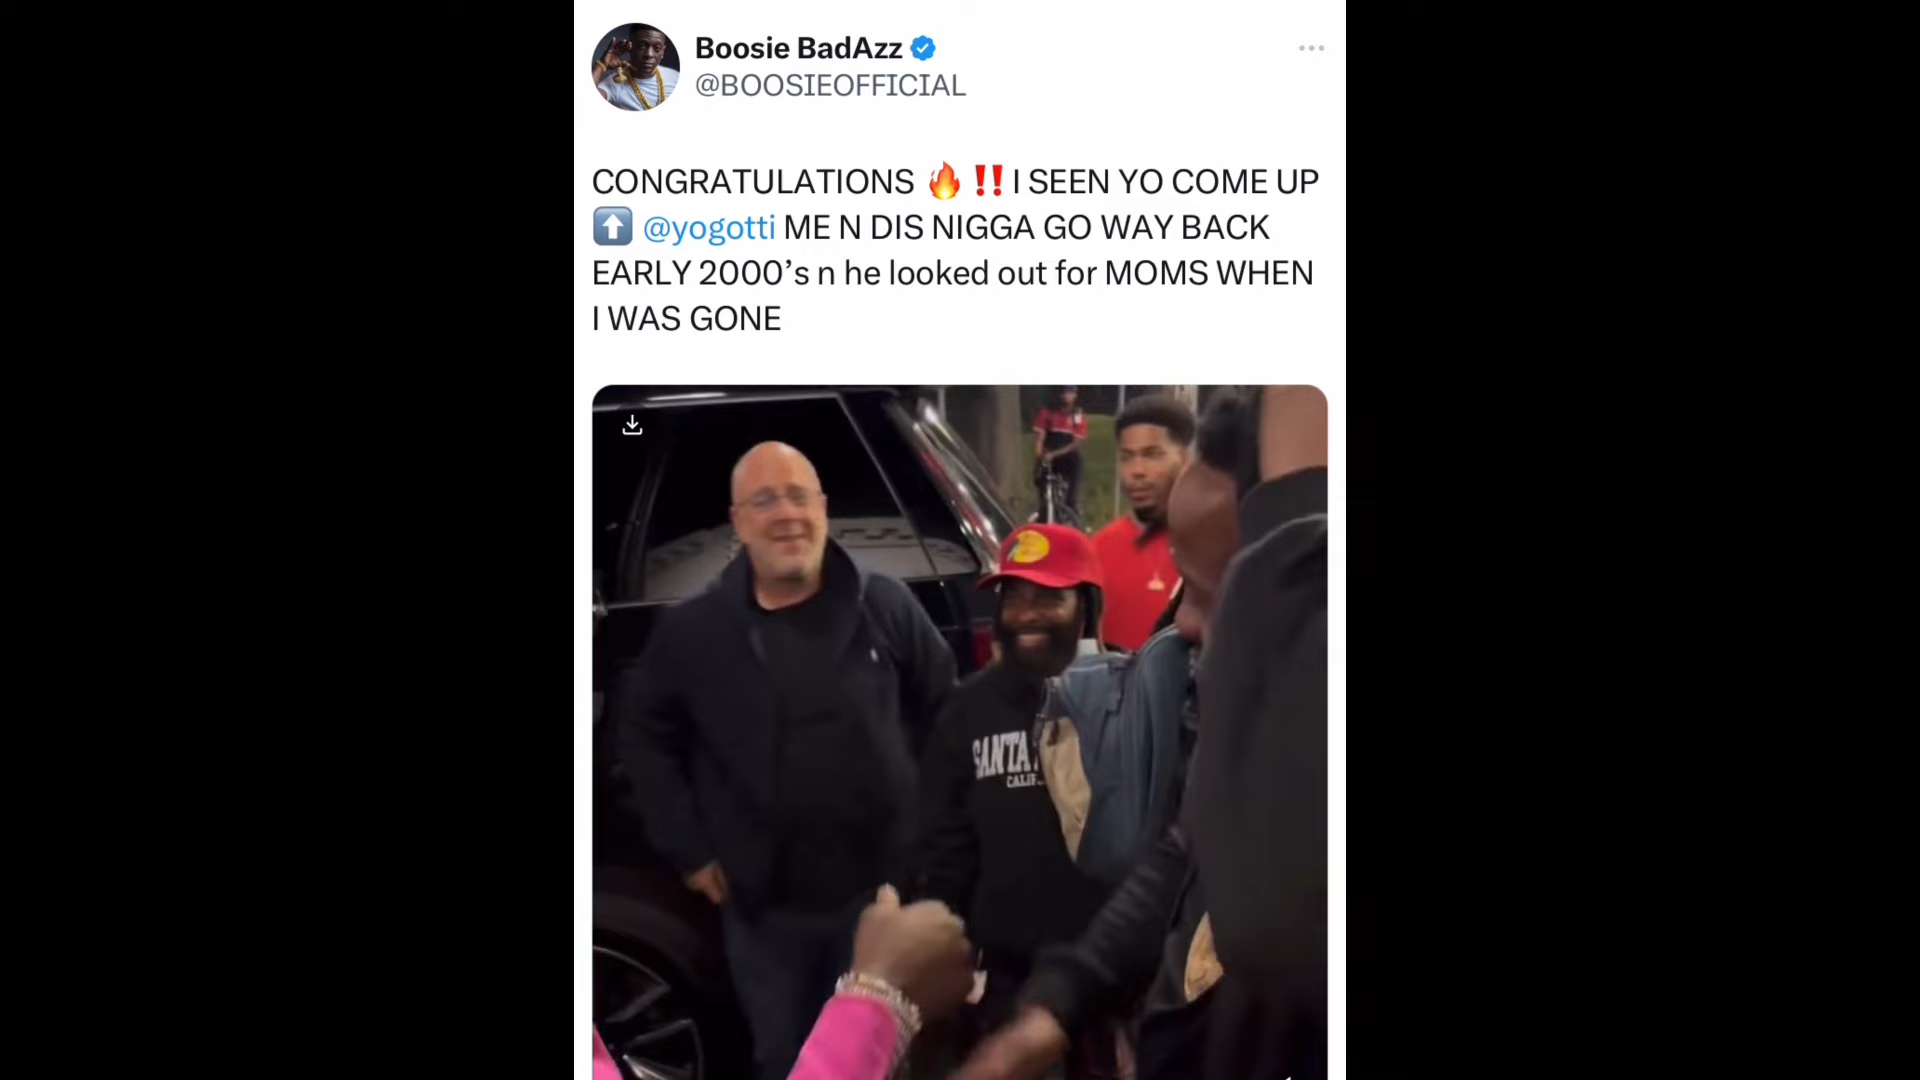 Boosie BadAzz
@BOOSIEOFFICIAL
CONGRATULATIONS 🔥 ‼️ I SEEN YO COME UP
⬆️ @yogotti ME N DIS NIGGA GO WAY BACK
EARLY 2000’s n he looked out for MOMS WHEN
I WAS GONE
SANTA